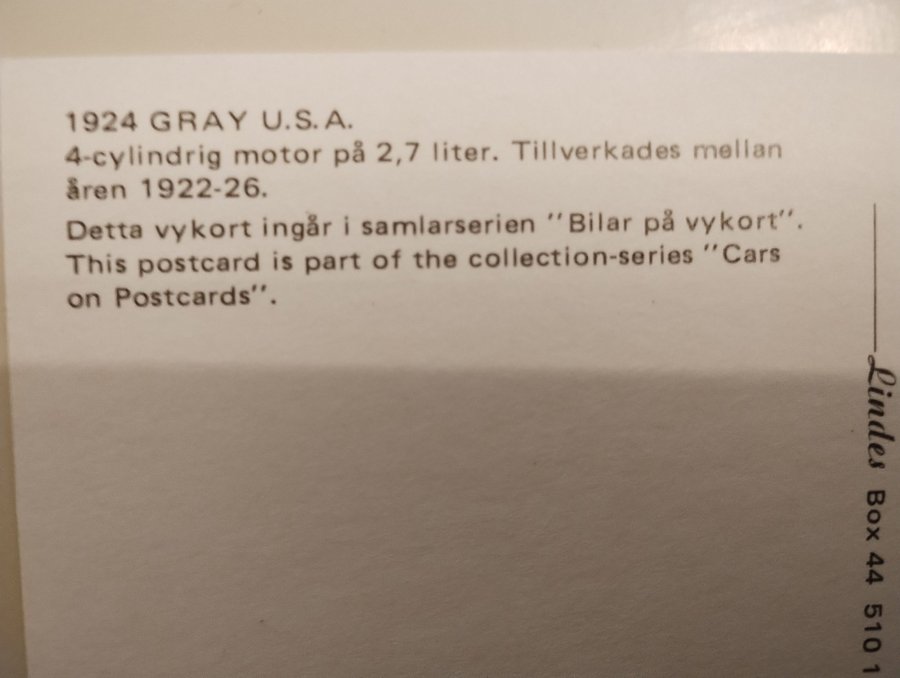 1924 GRAY U.S.A.
4-cylindrig motor på 2,7 liter. Tillverkades mellan
åren 1922-26.
Detta vykort ingår i samlarserien ''Bilar på vykort''.
This postcard is part of the collection-series ''Cars
on Postcards''.
Lindes Box 44 510 1